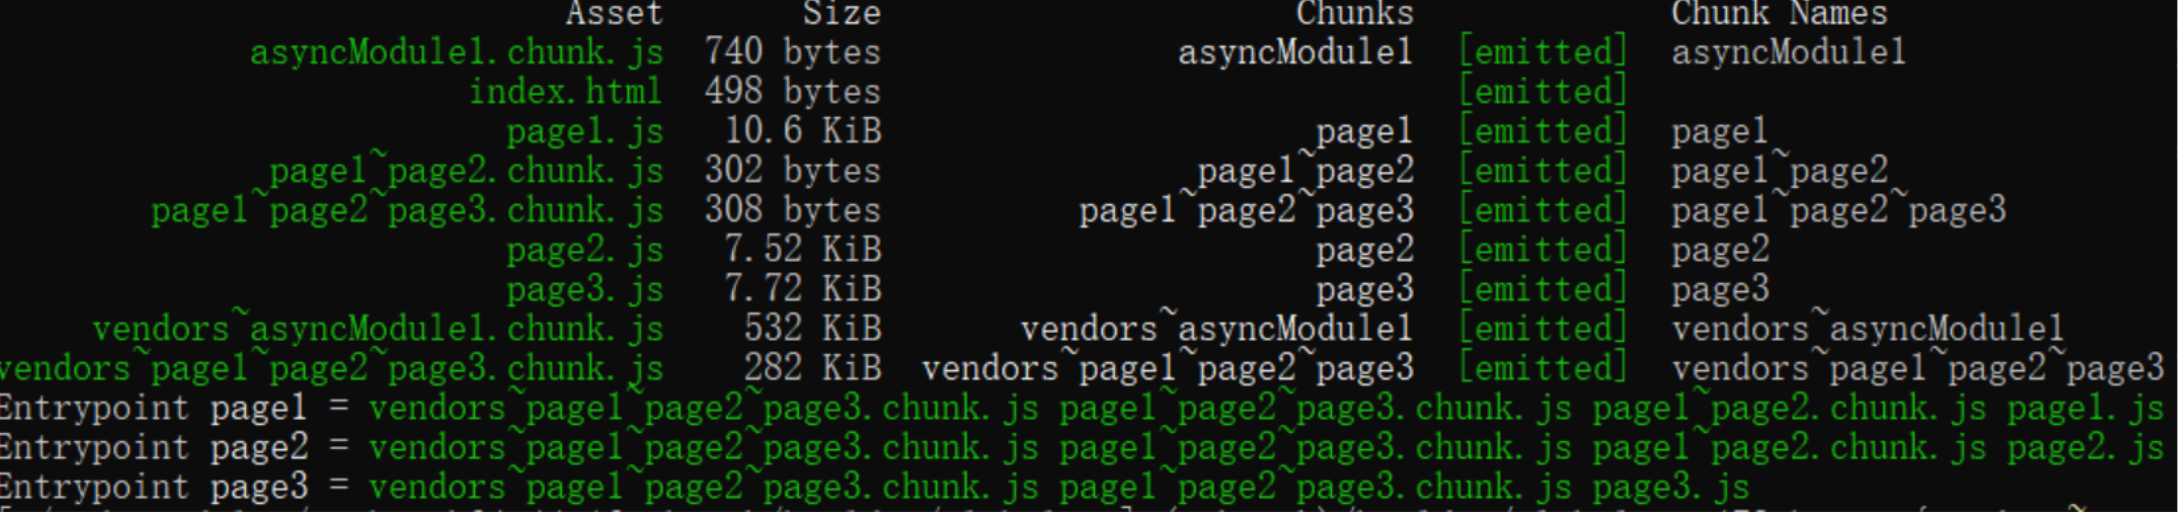 Asset Size Chunks Chunk Names
asyncModule1.chunk.js 740 bytes asyncModule1 [emitted] asyncModule1
index.html 498 bytes [emitted]
page1.js 10.6 KiB page1 [emitted] page1
page1~page2.chunk.js 302 bytes page1~page2 [emitted] page1~page2
page1~page2~page3.chunk.js 308 bytes page1~page2~page3 [emitted] page1~page2~page3
page2.js 7.52 KiB page2 [emitted] page2
page3.js 7.72 KiB page3 [emitted] page3
vendors~asyncModule1.chunk.js 532 KiB vendors~asyncModule1 [emitted] vendors~asyncModule1
vendors~page1~page2~page3.chunk.js 282 KiB vendors~page1~page2~page3 [emitted] vendors~page1~page2~page3
Entrypoint page1 = vendors~page1~page2~page3.chunk.js page1~page2~page3.chunk.js page1~page2.chunk.js page1.js
Entrypoint page2 = vendors~page1~page2~page3.chunk.js page1~page2~page3.chunk.js page1~page2.chunk.js page2.js
Entrypoint page3 = vendors~page1~page2~page3.chunk.js page1~page2~page3.chunk.js page3.js